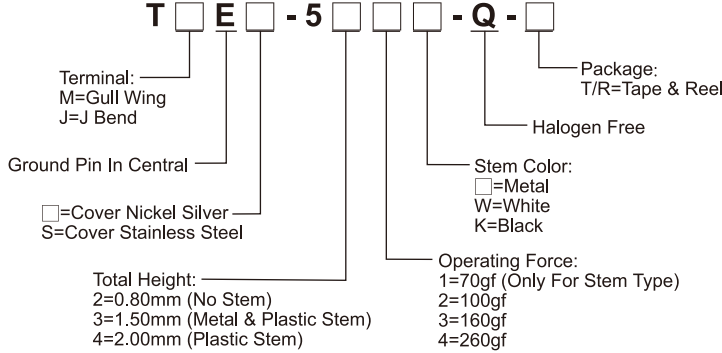 T□E□-5□□□-Q-□
Terminal:
M=Gull Wing
J=J Bend
Package:
T/R=Tape & Reel
Halogen Free
Ground Pin In Central
Stem Color:
□=Metal
W=White
K=Black
□=Cover Nickel Silver
S=Cover Stainless Steel
Total Height:
2=0.80mm (No Stem)
3=1.50mm (Metal & Plastic Stem)
4=2.00mm (Plastic Stem)
Operating Force:
1=70gf (Only For Stem Type)
2=100gf
3=160gf
4=260gf